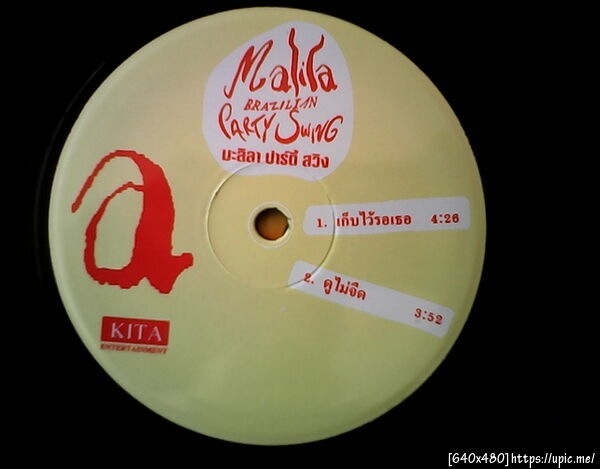 Malila
BRAZILIAN
PARTY SWING
มะลิลา ปาร์ตี้ สวิง
a
1. เก็บไว้รอเธอ 4:26
2. ดูไม่จืด 3:52
KITA
ENTERTAINMENT
[640x480]https://upic.me/